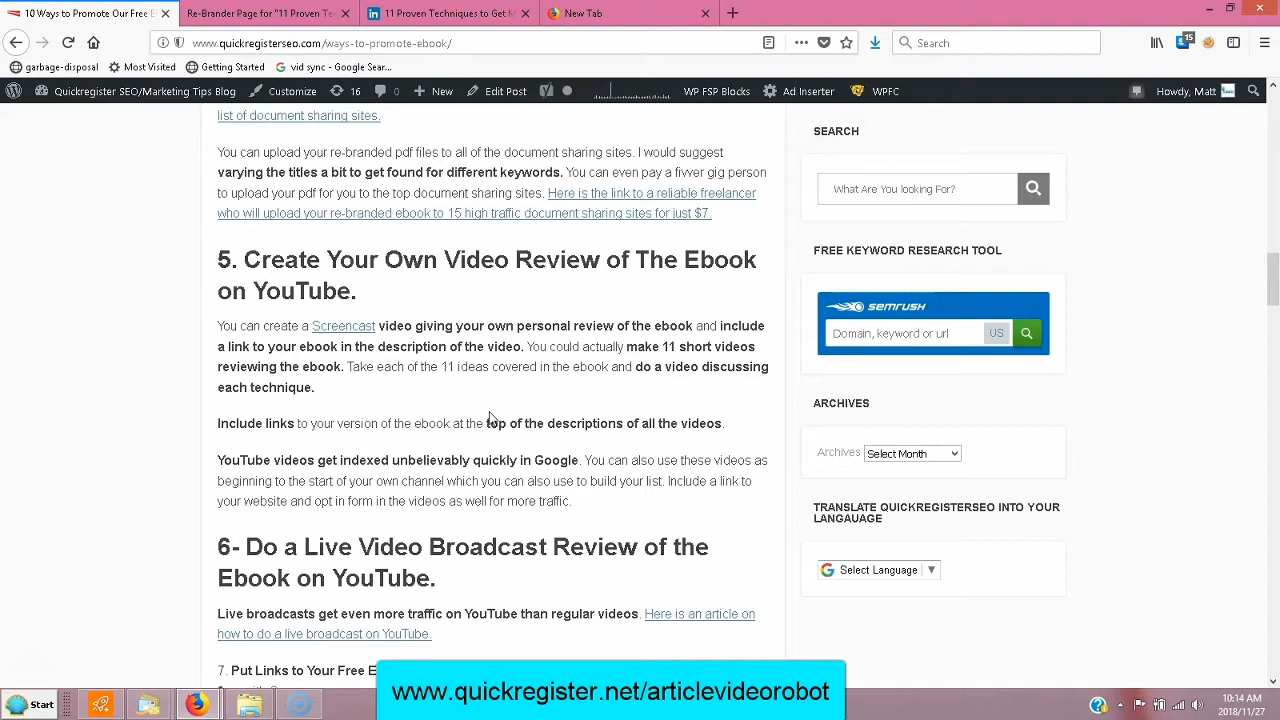 10 Ways to Promote Our Free E
Re-Brander Page for "11 Proven Tec
11 Proven Techniques to Get M
New Tab
www.quickregisterseo.com/ways-to-promote-ebook/
Search
15
garbage-disposal
Most Visited
Getting Started
vid sync - Google Sear...
Quickregister SEO/Marketing Tips Blog
Customize
16
0
New
Edit Post
WP FSP Blocks
Ad Inserter
WPFC
Howdy, Matt
list of document sharing sites.
You can upload your re-branded pdf files to all of the document sharing sites. I would suggest
varying the titles a bit to get found for different keywords. You can even pay a fivver gig person
to upload your pdf for you to the top document sharing sites. Here is the link to a reliable freelancer
who will upload your re-branded ebook to 15 high traffic document sharing sites for just $7.
5. Create Your Own Video Review of The Ebook
on YouTube.
You can create a Screencast video giving your own personal review of the ebook and include
a link to your ebook in the description of the video. You could actually make 11 short videos
reviewing the ebook. Take each of the 11 ideas covered in the ebook and do a video discussing
each technique.
Include links to your version of the ebook at the top of the descriptions of all the videos.
YouTube videos get indexed unbelievably quickly in Google. You can also use these videos as
beginning to the start of your own channel which you can also use to build your list. Include a link to
your website and opt in form in the videos as well for more traffic.
6- Do a Live Video Broadcast Review of the
Ebook on YouTube.
Live broadcasts get even more traffic on YouTube than regular videos. Here is an article on
how to do a live broadcast on YouTube.
7. Put Links to Your Free E
SEARCH
What Are You looking For?
FREE KEYWORD RESEARCH TOOL
SEMRUSH
Domain, keyword or url
US
ARCHIVES
Archives Select Month
TRANSLATE QUICKREGISTERSEO INTO YOUR
LANGAUAGE
Select Language
www.quickregister.net/articlevideorobot
Start
10:14 AM
2018/11/27